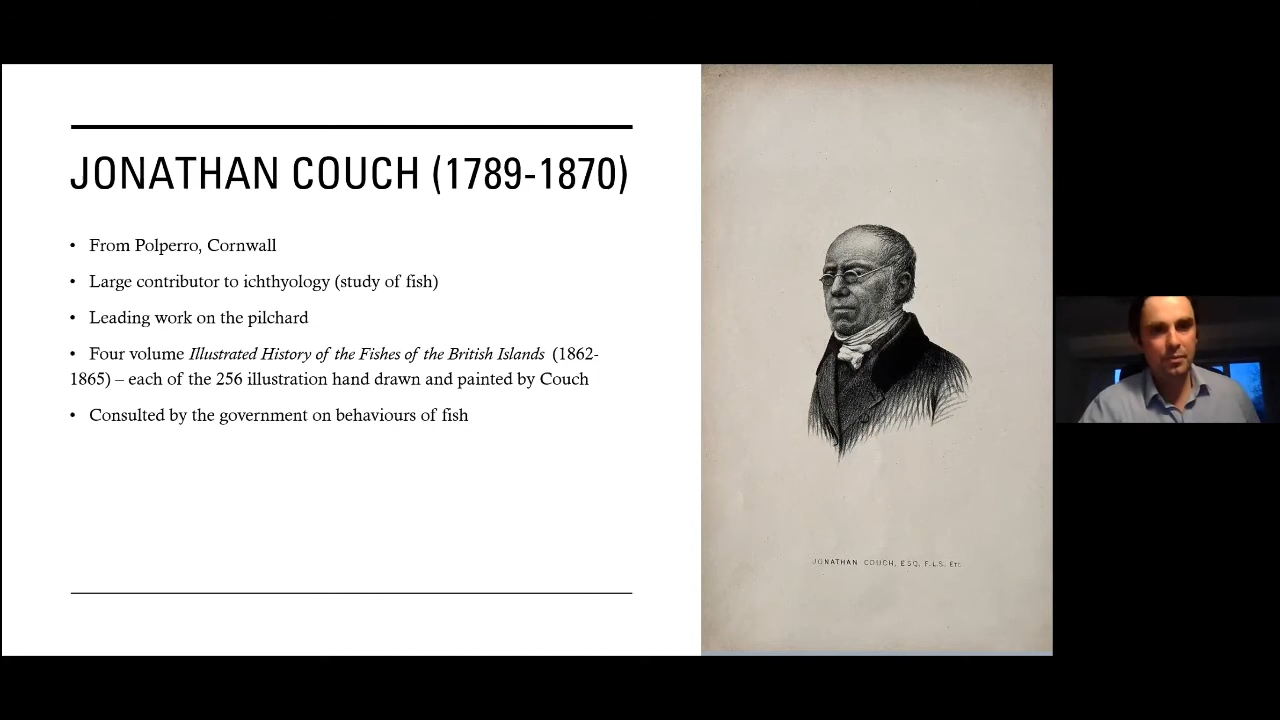 JONATHAN COUCH (1789-1870)
• From Polperro, Cornwall
• Large contributor to ichthyology (study of fish)
• Leading work on the pilchard
• Four volume Illustrated History of the Fishes of the British Islands (1862-
1865) – each of the 256 illustration hand drawn and painted by Couch
• Consulted by the government on behaviours of fish
JONATHAN COUCH, ESQ. F.L.S. Etc